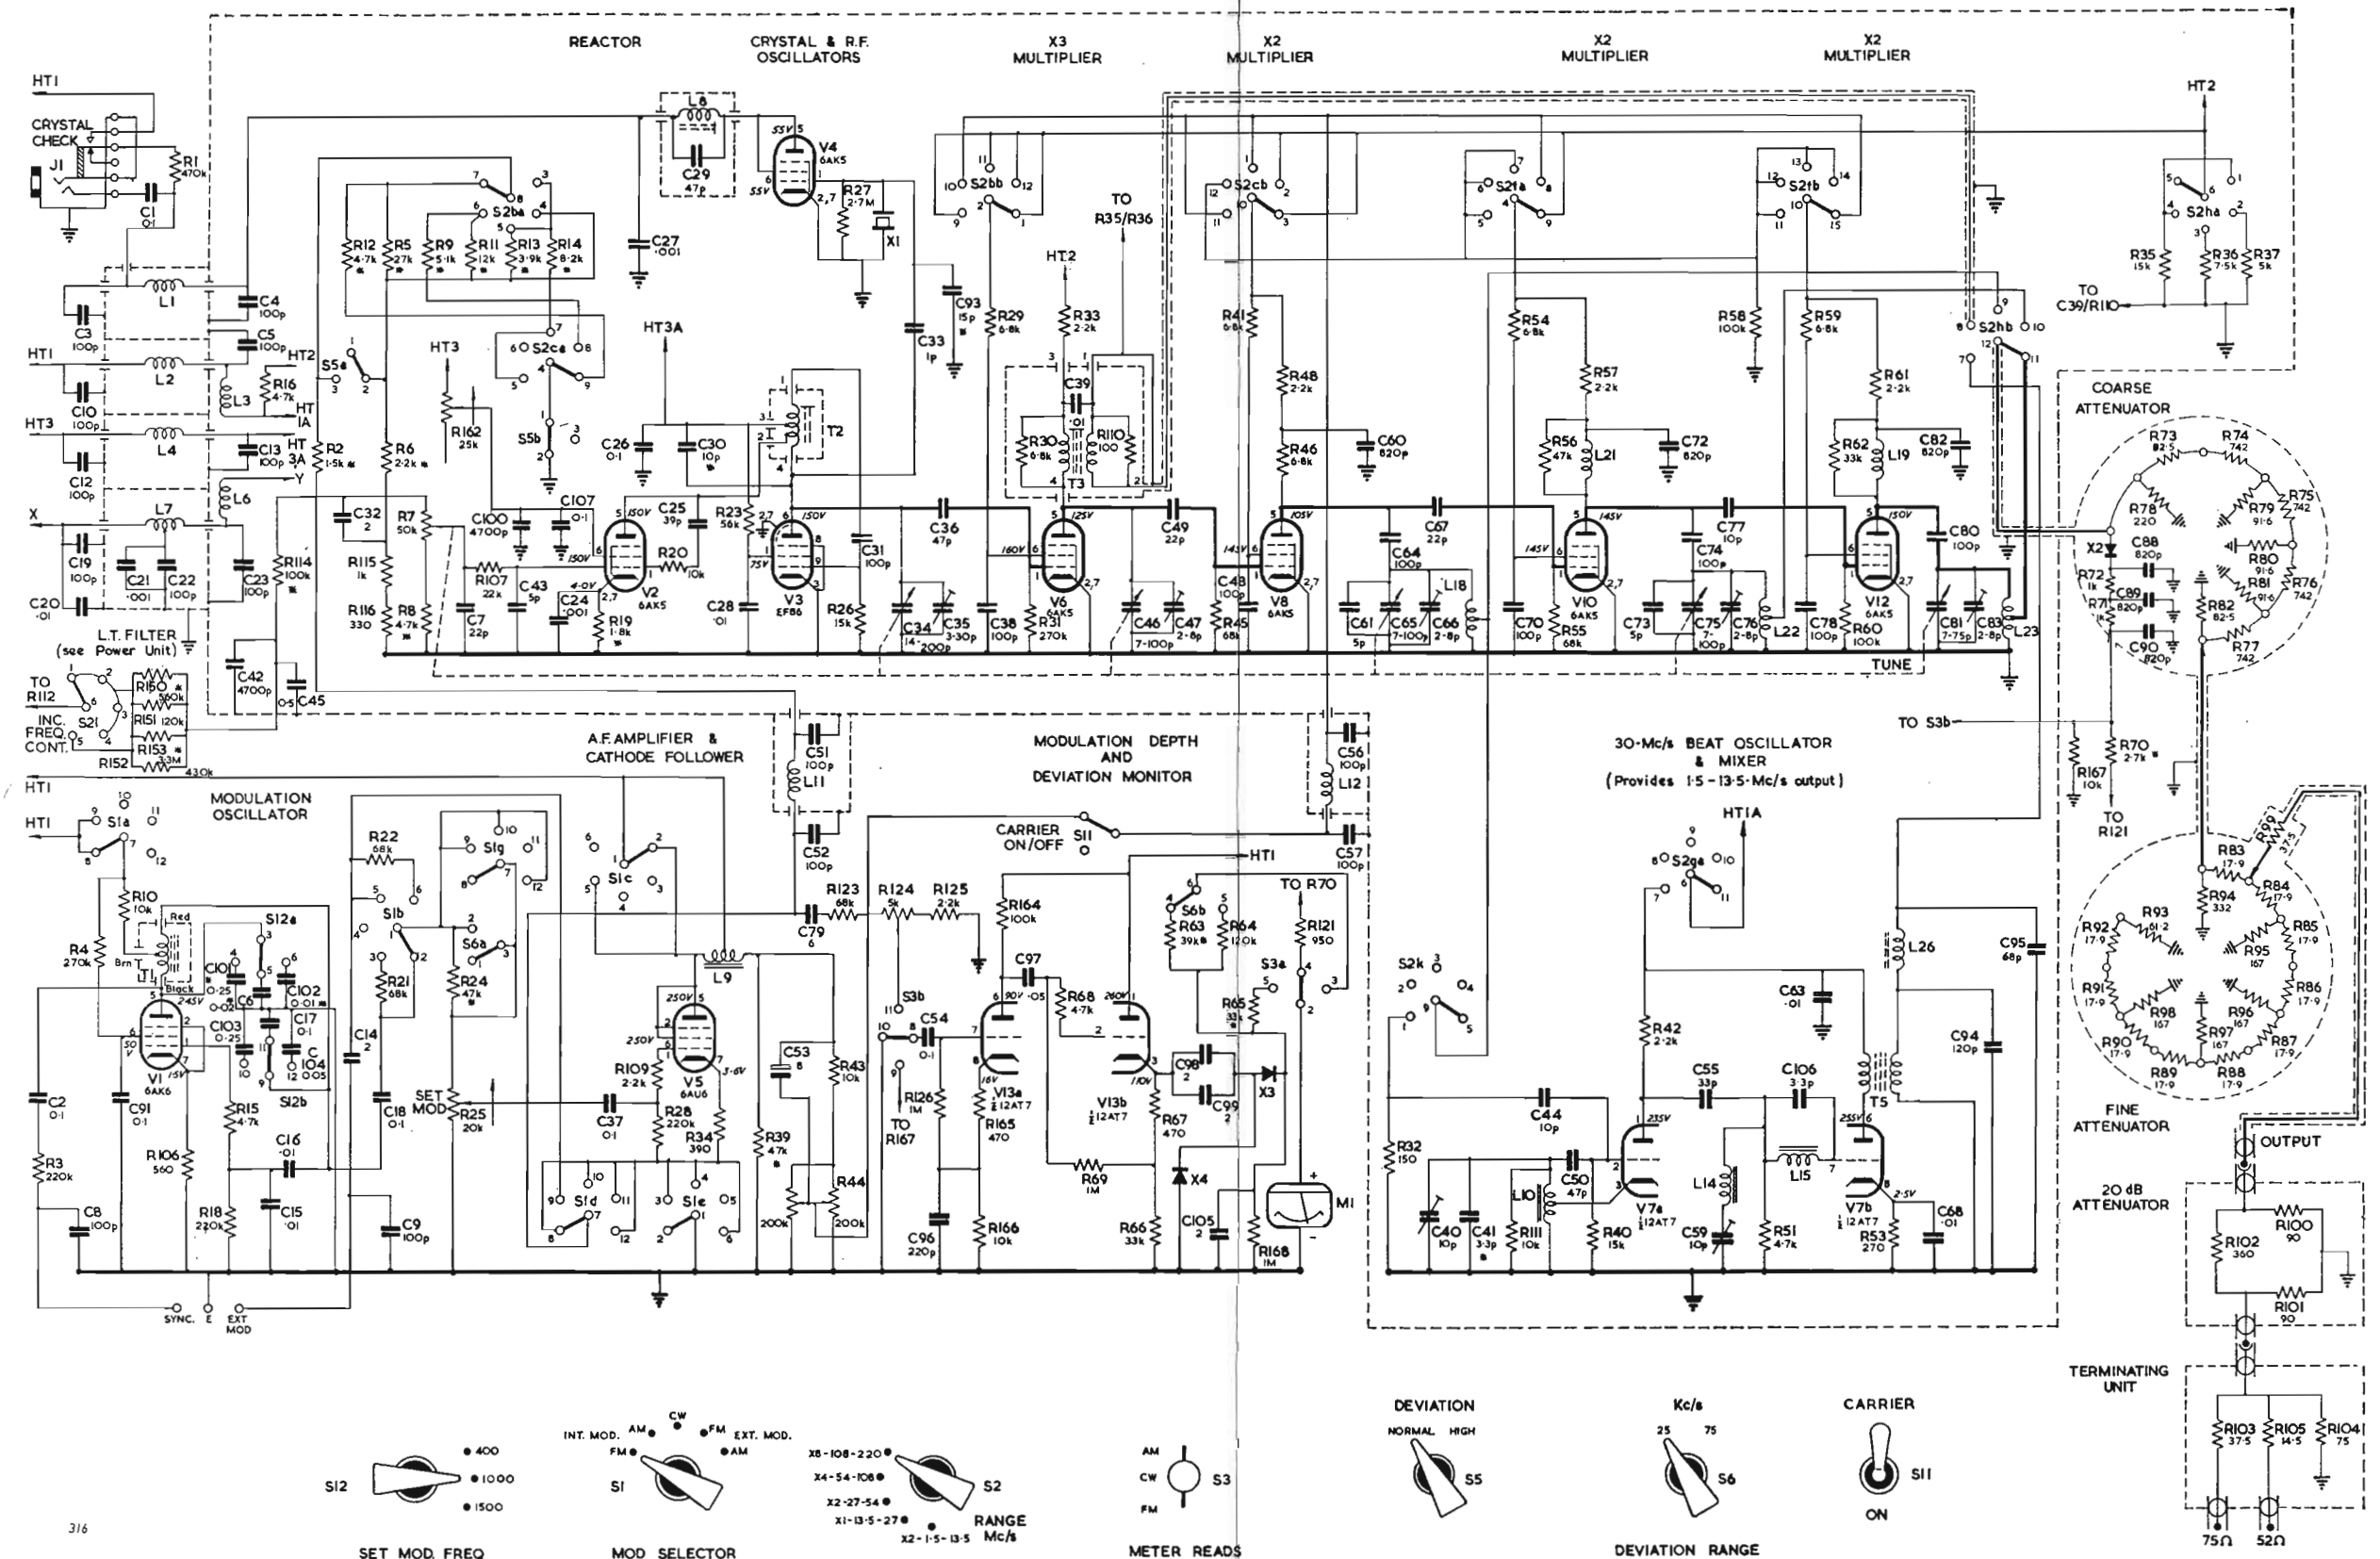 REACTOR
CRYSTAL & R.F.
OSCILLATORS
X3
MULTIPLIER
X2
MULTIPLIER
X2
MULTIPLIER
X2
MULTIPLIER
HT1
CRYSTAL
CHECK
J1
R1
470k
C1
·01
L1
C3
100p
C4
100p
C5
100p
HT1
L2
C10
100p
HT2
L3
R16
4·7k
HT
1A
HT3
L4
C12
100p
C13
100p
HT
3A
Y
L6
X
L7
C19
100p
C20
·01
C21
·001
C22
100p
C23
100p
L.T. FILTER
(see Power Unit)
R12
4·7k
R5
27k
R9
5·1k
R11
12k
R13
3·9k
R14
8·2k
S2ba
S2ca
S5a
S5b
R2
1·5k
R6
2·2k
HT3
R162
25k
C32
2
R7
50k
R114
100k
R115
1k
R116
330
R8
4·7k
C7
22p
R107
22k
C100
4700p
C107
0·1
C43
5p
C24
·001
R19
1·8k
V2
6AK5
150V
4·0V
R20
10k
C25
39p
C26
0·1
C30
10p
HT3A
C27
·001
L8
C29
47p
V4
6AK5
55V
R27
2·7M
X1
C93
15p
C33
1p
T2
R23
56k
C28
·01
V3
EF86
150V
75V
C31
100p
R26
15k
C36
47p
C34
14-200p
C35
3-30p
C38
100p
R29
6·8k
S2bb
HT2
R33
2·2k
TO
R35/R36
C39
·01
R30
6·8k
R110
100
T3
125V
160V
V6
6AK5
R31
270k
C46
7-100p
C47
2-8p
C49
22p
C48
100p
R45
68k
S2cb
R41
6·8k
R48
2·2k
R46
6·8k
C60
820p
105V
145V
V8
6AK5
C61
5p
C64
100p
C65
7-100p
C66
2-8p
L18
C67
22p
S2fa
R54
6·8k
R57
2·2k
R56
47k
L21
C72
820p
145V
V10
6AK5
C70
100p
R55
68k
C73
5p
C74
100p
C75
7-100p
C76
2-8p
L22
C77
10p
S2fb
R58
100k
R59
6·8k
R61
2·2k
R62
33k
L19
C82
820p
150V
V12
6AK5
C78
100p
R60
100k
C80
100p
C81
7-75p
C83
2-8p
L23
TUNE
S2hb
HT2
S2ha
R35
15k
R36
7·5k
R37
5k
TO
C39/R110
COARSE
ATTENUATOR
R73
82·5
R74
742
R75
742
R78
220
R79
91·6
R80
91·6
R81
91·6
R76
742
R82
82·5
R77
742
X2
C88
820p
R72
1k
C89
820p
R71
1k
C90
820p
TO S3b
R167
10k
R70
2·7k
TO
R121
TO
R112
INC.
FREQ.
CONT.
S2l
R150
560k
R151 120k
R153
3·3M
R152
430k
C42
4700p
C45
0·5
HT1
HT1
MODULATION
OSCILLATOR
A.F. AMPLIFIER &
CATHODE FOLLOWER
C51
100p
L11
C52
100p
MODULATION DEPTH
AND
DEVIATION MONITOR
C56
100p
L12
C57
100p
30-Mc/s BEAT OSCILLATOR
& MIXER
(Provides 1·5-13·5-Mc/s output)
S1a
R10
10k
R4
270k
Red
Brn
Black
T1
245V
V1
6AK6
50V
15V
C2
0·1
R3
220k
C91
0·1
C8
100p
R106
560
S12a
C101
0·25
C6
0·02
C102
0·01
C103
0·25
C17
0·1
C104
0·05
S12b
R15
4·7k
C16
·01
R18
220k
C15
·01
C9
100p
C14
2
C18
0·1
R22
68k
S1b
R21
68k
S1g
S6a
R24
47k
SET
MOD
R25
20k
SYNC.
E
EXT
MOD
S1c
L9
250V
V5
6AU6
3·6V
R109
2·2k
C37
0·1
R28
220k
R34
390
S1d
S1e
R39
47k
C53
8
R43
10k
R44
200k
200k
C79
6
R123
68k
R124
5k
R125
2·2k
S3b
C54
0·1
TO
R167
R126
1M
C96
220p
CARRIER
ON/OFF
S11
HT1
R164
100k
90V
C97
·05
V13a
½12AT7
16V
R165
470
R166
10k
R68
4·7k
260V
V13b
½12AT7
110V
R67
470
R69
1M
R66
33k
S6b
R63
39k
R64
120k
R65
33k
C98
2
C99
2
X3
X4
C105
2
R168
1M
TO R70
R121
950
S3a
M1
S2k
R32
150
C40
10p
C41
3·3p
R111
10k
L10
C44
10p
C50
47p
R40
15k
V7a
½12AT7
235V
S2ga
HT1A
R42
2·2k
C63
·01
C55
33p
C106
3·3p
L14
C59
10p
R51
4·7k
L15
255V
V7b
½12AT7
2·5V
R53
270
C68
·01
T5
L26
C94
120p
C95
68p
R99
37·5
R83
17·9
R84
17·9
R85
17·9
R86
17·9
R87
17·9
R88
17·9
R89
17·9
R90
17·9
R91
17·9
R92
17·9
R93
61·2
R94
332
R95
167
R96
167
R97
167
R98
167
FINE
ATTENUATOR
OUTPUT
20 dB
ATTENUATOR
R100
90
R102
360
R101
90
TERMINATING
UNIT
R103
37·5
R105
14·5
R104
75
75Ω
52Ω
S12
400
1000
1500
SET MOD. FREQ
INT. MOD.
AM
CW
FM
EXT. MOD.
FM
AM
S1
MOD SELECTOR
X8-108-220
X4-54-108
X2-27-54
X1-13·5-27
X2-1·5-13·5
S2
RANGE
Mc/s
AM
CW
FM
S3
METER READS
DEVIATION
NORMAL HIGH
S5
Kc/s
25 75
S6
DEVIATION RANGE
CARRIER
S11
ON
316